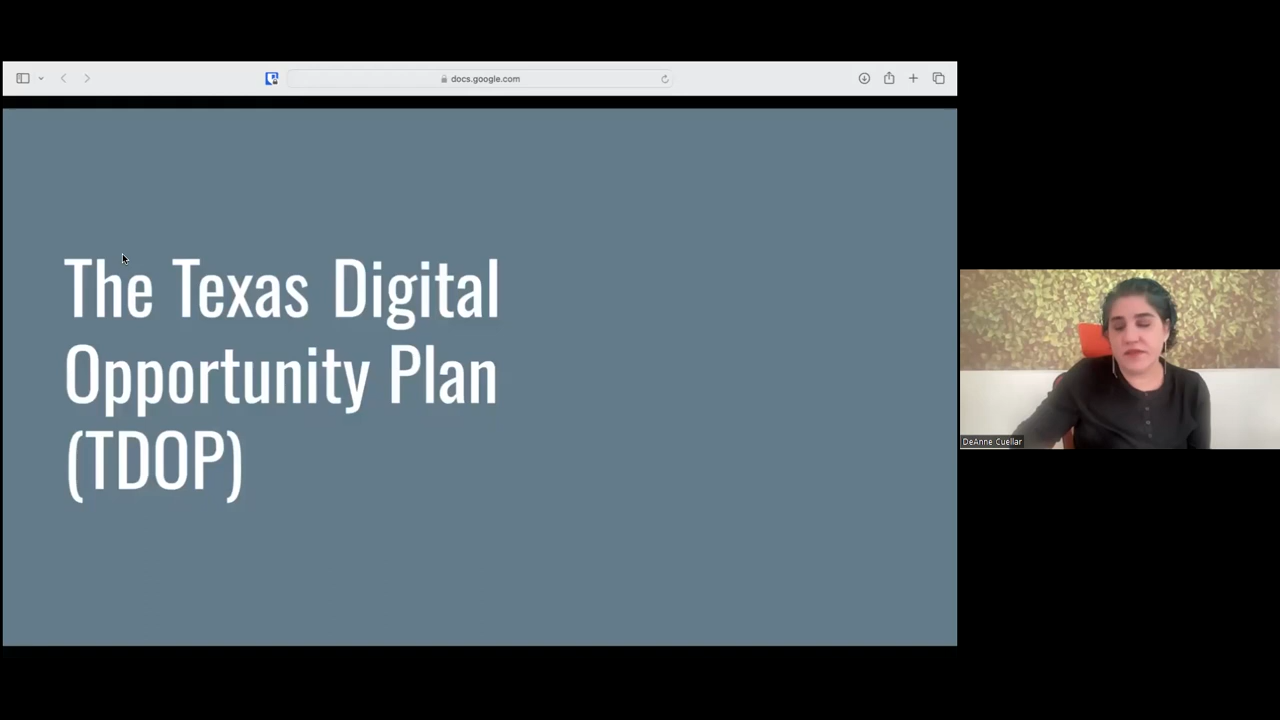 docs.google.com
The Texas Digital
Opportunity Plan
(TDOP)
DeAnne Cuellar